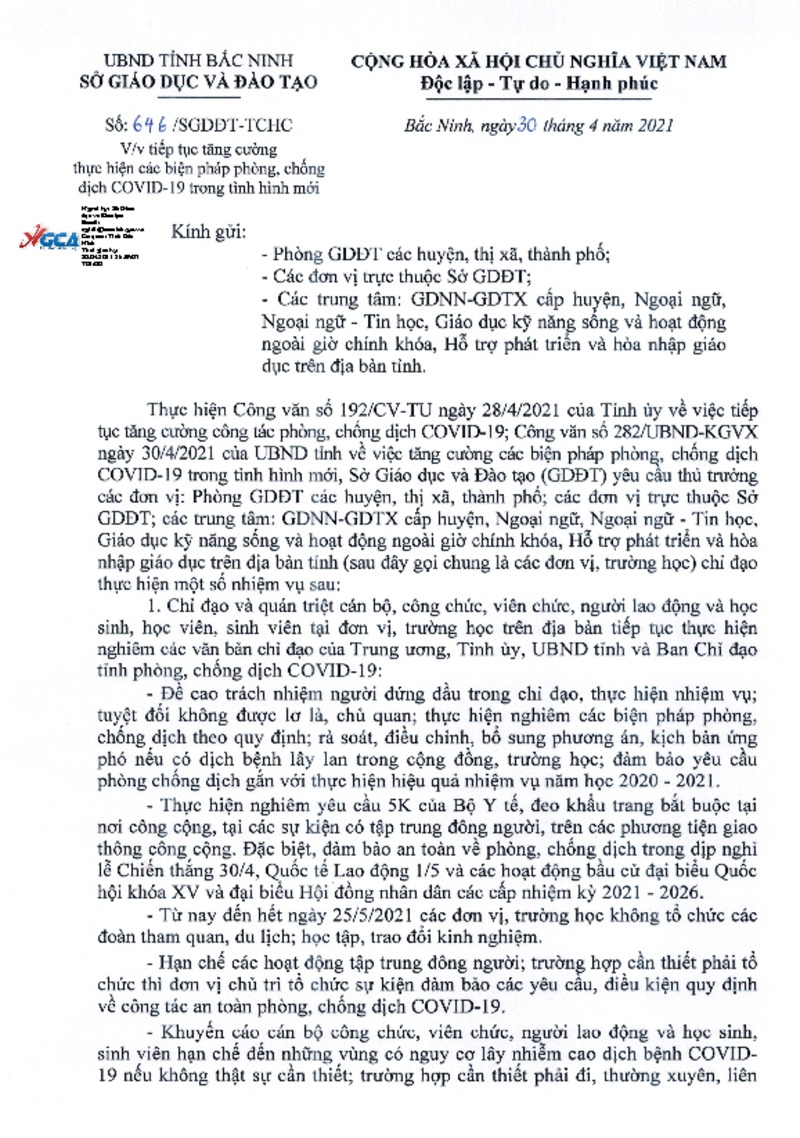 UBND TỈNH BẮC NINH
SỞ GIÁO DỤC VÀ ĐÀO TẠO
CỘNG HÒA XÃ HỘI CHỦ NGHĨA VIỆT NAM
Độc lập - Tự do - Hạnh phúc
Số: 646 /SGDĐT-TCHC
Bắc Ninh, ngày 30 tháng 4 năm 2021
V/v tiếp tục tăng cường
thực hiện các biện pháp phòng, chống
dịch COVID-19 trong tình hình mới
Kính gửi:
- Phòng GDĐT các huyện, thị xã, thành phố;
- Các đơn vị trực thuộc Sở GDĐT;
- Các trung tâm: GDNN-GDTX cấp huyện, Ngoại ngữ,
Ngoại ngữ - Tin học, Giáo dục kỹ năng sống và hoạt động
ngoài giờ chính khóa, Hỗ trợ phát triển và hòa nhập giáo
dục trên địa bàn tỉnh.
Thực hiện Công văn số 192/CV-TU ngày 28/4/2021 của Tỉnh ủy về việc tiếp
tục tăng cường công tác phòng, chống dịch COVID-19; Công văn số 282/UBND-KGVX
ngày 30/4/2021 của UBND tỉnh về việc tăng cường các biện pháp phòng, chống dịch
COVID-19 trong tình hình mới, Sở Giáo dục và Đào tạo (GDĐT) yêu cầu thủ trưởng
các đơn vị: Phòng GDĐT các huyện, thị xã, thành phố; các đơn vị trực thuộc Sở
GDĐT; các trung tâm: GDNN-GDTX cấp huyện, Ngoại ngữ, Ngoại ngữ - Tin học,
Giáo dục kỹ năng sống và hoạt động ngoài giờ chính khóa, Hỗ trợ phát triển và hòa
nhập giáo dục trên địa bàn tỉnh (sau đây gọi chung là các đơn vị, trường học) chỉ đạo
thực hiện một số nhiệm vụ sau:
1. Chỉ đạo và quán triệt cán bộ, công chức, viên chức, người lao động và học
sinh, học viên, sinh viên tại đơn vị, trường học trên địa bàn tiếp tục thực hiện
nghiêm các văn bản chỉ đạo của Trung ương, Tỉnh ủy, UBND tỉnh và Ban Chỉ đạo
tỉnh phòng, chống dịch COVID-19:
- Đề cao trách nhiệm người đứng đầu trong chỉ đạo, thực hiện nhiệm vụ;
tuyệt đối không được lơ là, chủ quan; thực hiện nghiêm các biện pháp phòng,
chống dịch theo quy định; rà soát, điều chỉnh, bổ sung phương án, kịch bản ứng
phó nếu có dịch bệnh lây lan trong cộng đồng, trường học; đảm bảo yêu cầu
phòng chống dịch gắn với thực hiện hiệu quả nhiệm vụ năm học 2020 - 2021.
- Thực hiện nghiêm yêu cầu 5K của Bộ Y tế, đeo khẩu trang bắt buộc tại
nơi công cộng, tại các sự kiện có tập trung đông người, trên các phương tiện giao
thông công cộng. Đặc biệt, đảm bảo an toàn về phòng, chống dịch trong dịp nghỉ
lễ Chiến thắng 30/4, Quốc tế Lao động 1/5 và các hoạt động bầu cử đại biểu Quốc
hội khóa XV và đại biểu Hội đồng nhân dân các cấp nhiệm kỳ 2021 - 2026.
- Từ nay đến hết ngày 25/5/2021 các đơn vị, trường học không tổ chức các
đoàn tham quan, du lịch; học tập, trao đổi kinh nghiệm.
- Hạn chế các hoạt động tập trung đông người; trường hợp cần thiết phải tổ
chức thì đơn vị chủ trì tổ chức sự kiện đảm bảo các yêu cầu, điều kiện quy định
về công tác an toàn phòng, chống dịch COVID-19.
- Khuyến cáo cán bộ công chức, viên chức, người lao động và học sinh,
sinh viên hạn chế đến những vùng có nguy cơ lây nhiễm cao dịch bệnh COVID-
19 nếu không thật sự cần thiết; trường hợp cần thiết phải đi, thường xuyên, liên